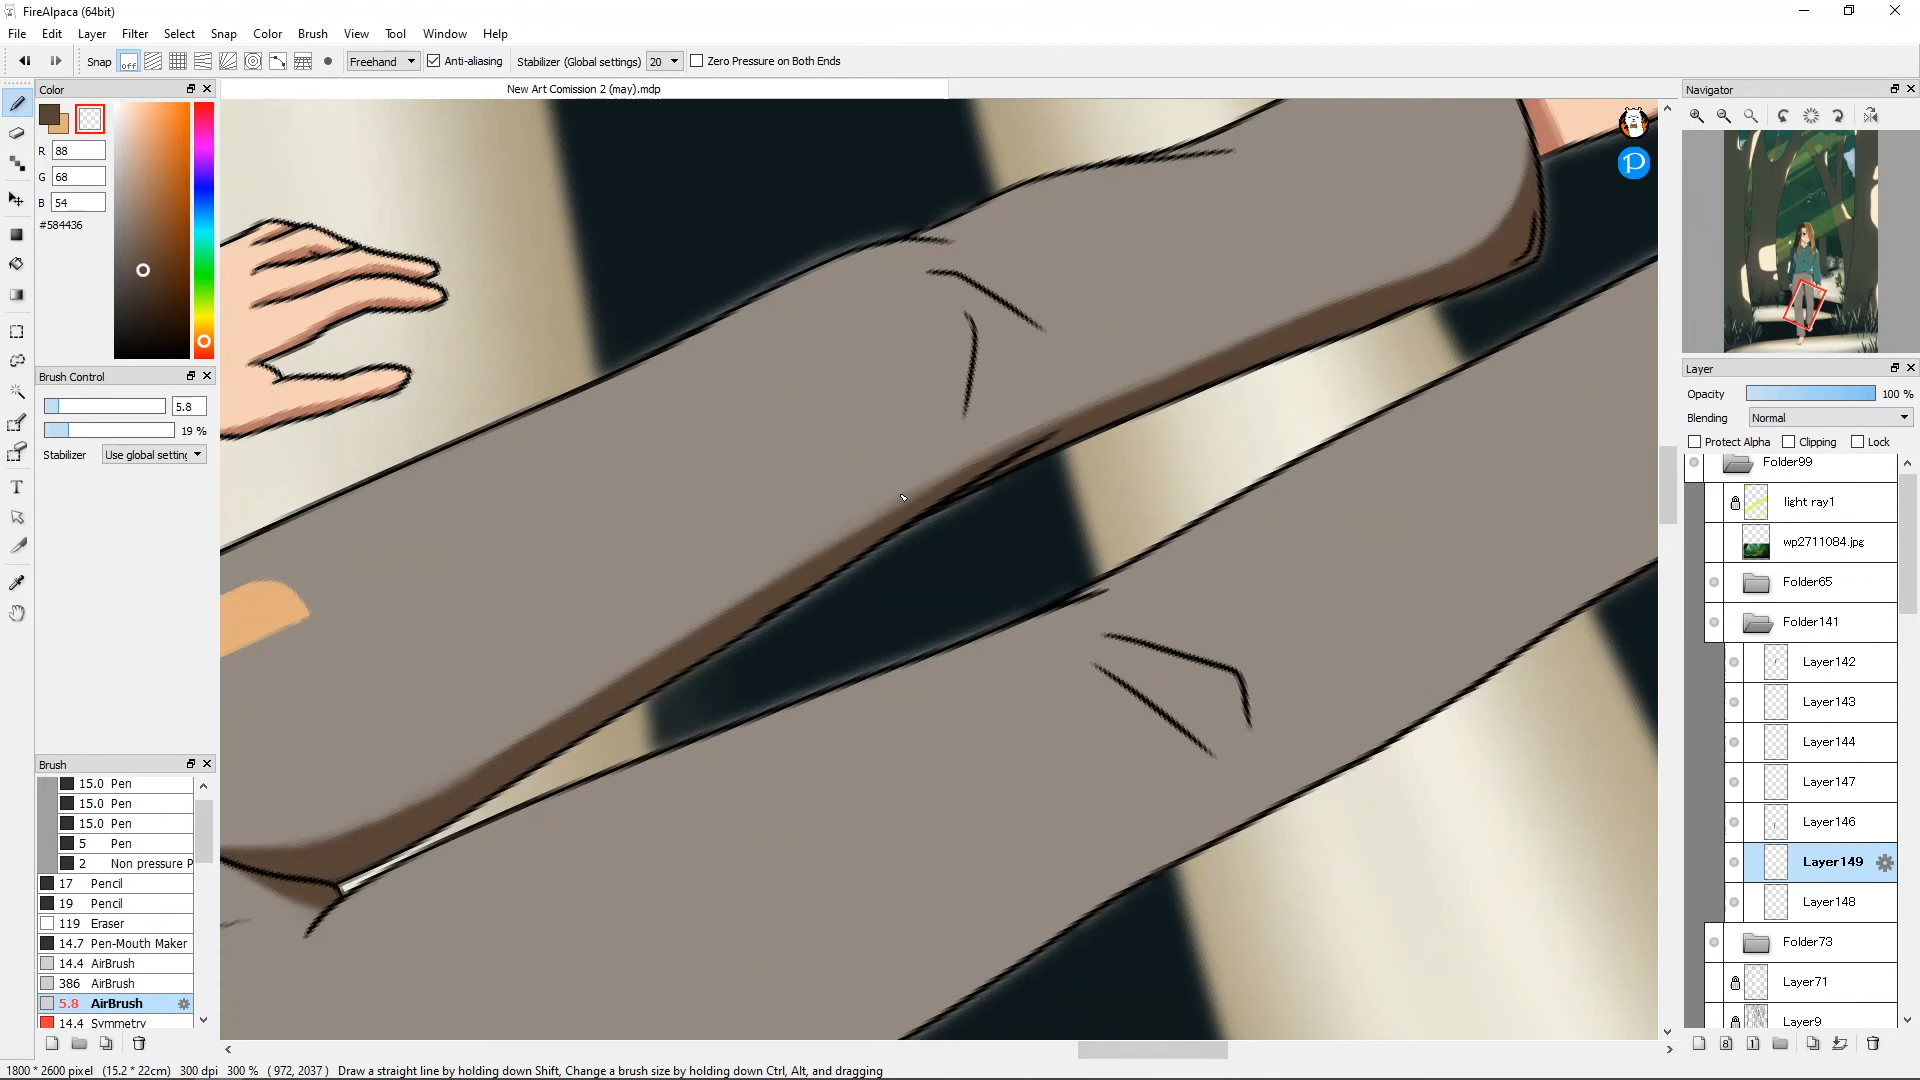 FireAlpaca (64bit)
File Edit Layer Filter Select Snap Color Brush View Tool Window Help
Snap off Freehand Anti-aliasing Stabilizer (Global settings) 20 Zero Pressure on Both Ends
Color
New Art Comission 2 (may).mdp
Navigator
R 88
G 68
B 54
#584436
Brush Control
5.8
19 %
Stabilizer Use global setting
Layer
Opacity 100 %
Blending Normal
Protect Alpha Clipping Lock
Folder99
light ray1
wp2711084.jpg
Folder65
Folder141
Layer142
Layer143
Layer144
Layer147
Layer146
Layer149
Layer148
Folder73
Layer71
Layer9
Brush
15.0 Pen
15.0 Pen
15.0 Pen
5 Pen
2 Non pressure P
17 Pencil
19 Pencil
119 Eraser
14.7 Pen-Mouth Maker
14.4 AirBrush
386 AirBrush
5.8 AirBrush
14.4 Symmetry
1800 * 2600 pixel (15.2 * 22cm) 300 dpi 300 % ( 972, 2037 ) Draw a straight line by holding down Shift, Change a brush size by holding down Ctrl, Alt, and dragging